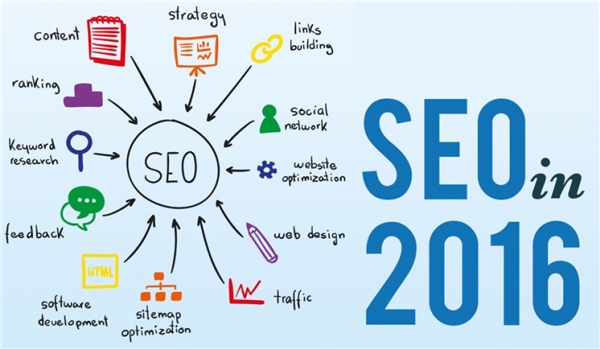 strategy
content
links
building
ranking
social
network
Keyword
research
SEO
website
optimization
feedback
web design
HTML
software
development
sitemap
optimization
traffic
SEO in
2016